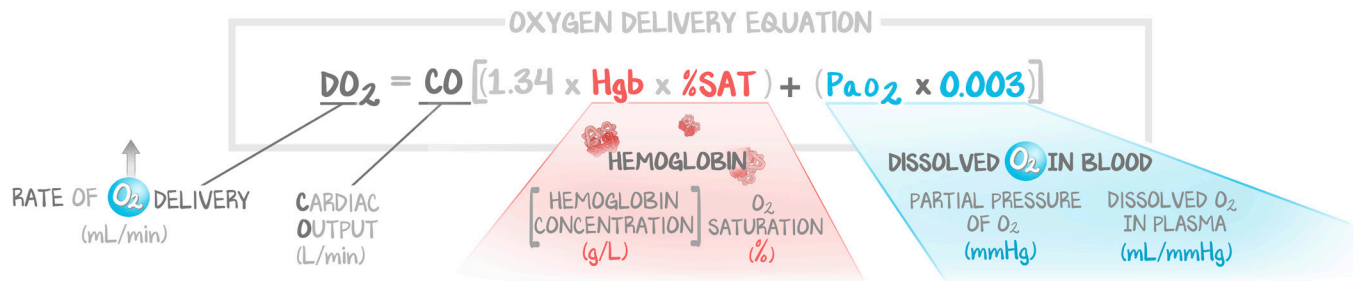 OXYGEN DELIVERY EQUATION
DO₂ = CO [(1.34 x Hgb x %SAT) + (PaO₂ x 0.003)]
RATE OF O₂ DELIVERY
(mL/min)
CARDIAC
OUTPUT
(L/min)
HEMOGLOBIN
[HEMOGLOBIN
CONCENTRATION]
(g/L)
O₂
SATURATION
(%)
DISSOLVED O₂ IN BLOOD
PARTIAL PRESSURE
OF O₂
(mmHg)
DISSOLVED O₂
IN PLASMA
(mL/mmHg)